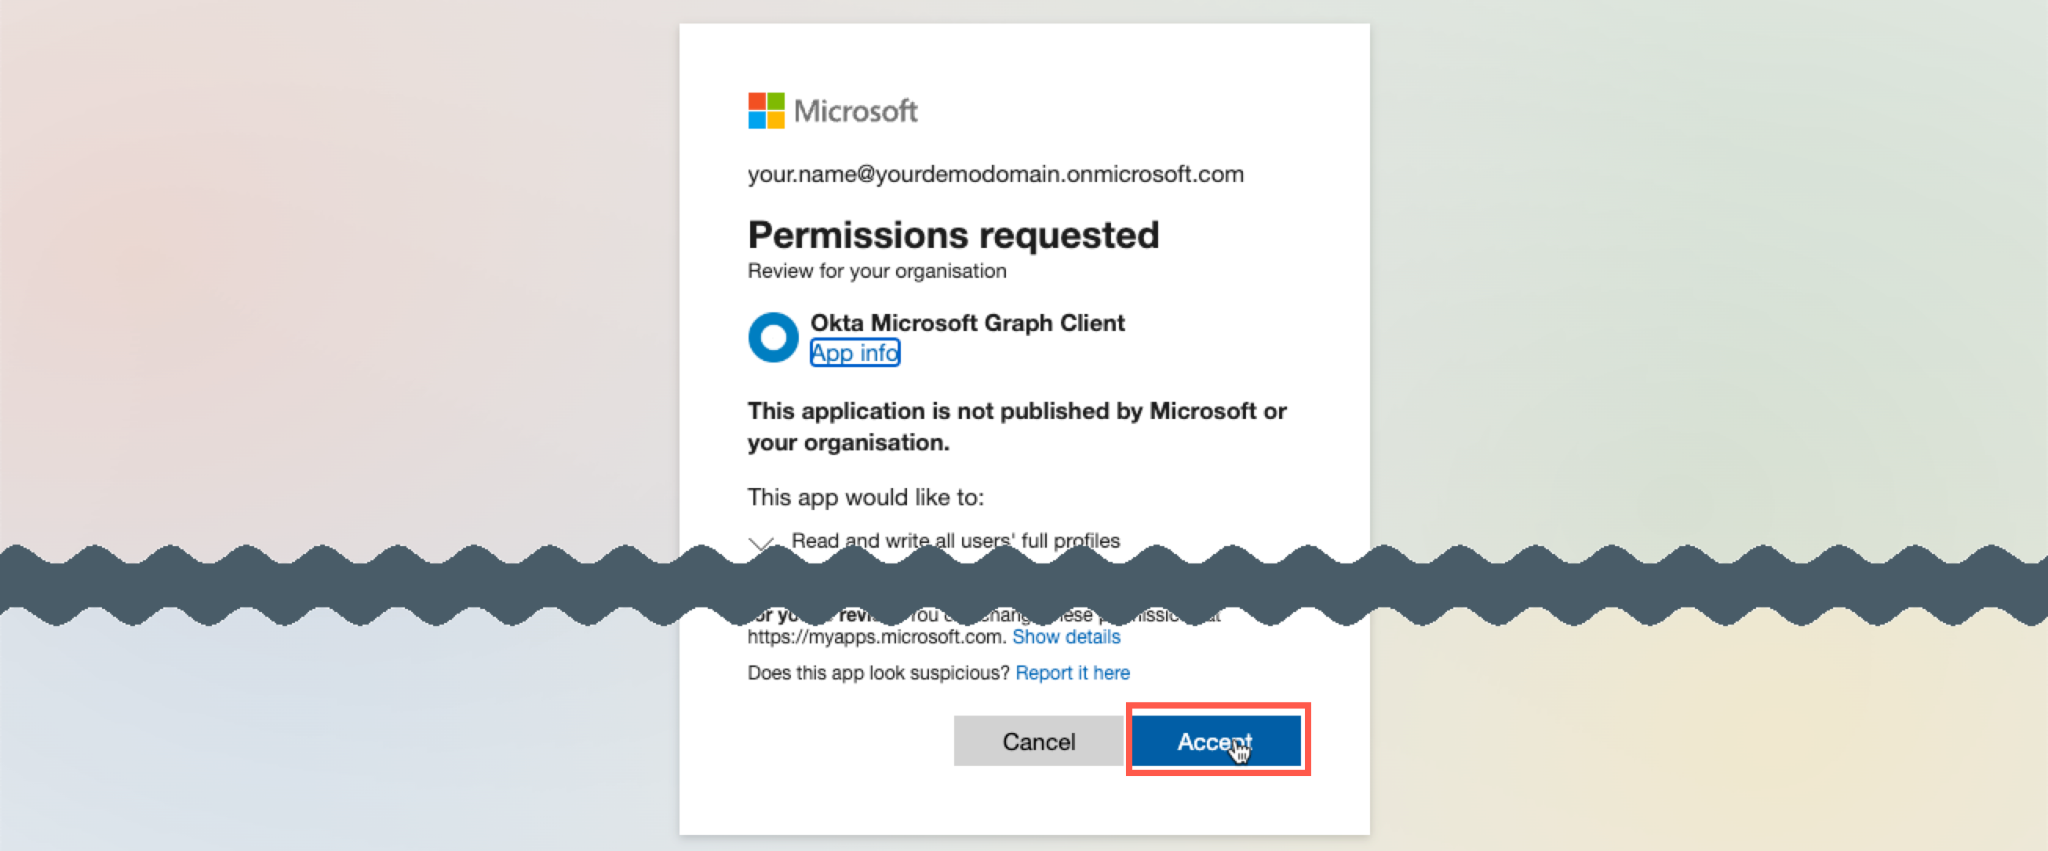 Microsoft
your.name@yourdemodomain.onmicrosoft.com
Permissions requested
Review for your organisation
Okta Microsoft Graph Client
App info
This application is not published by Microsoft or
your organisation.
This app would like to:
Read and write all users' full profiles
https://myapps.microsoft.com. Show details
Does this app look suspicious? Report it here
Cancel
Accept